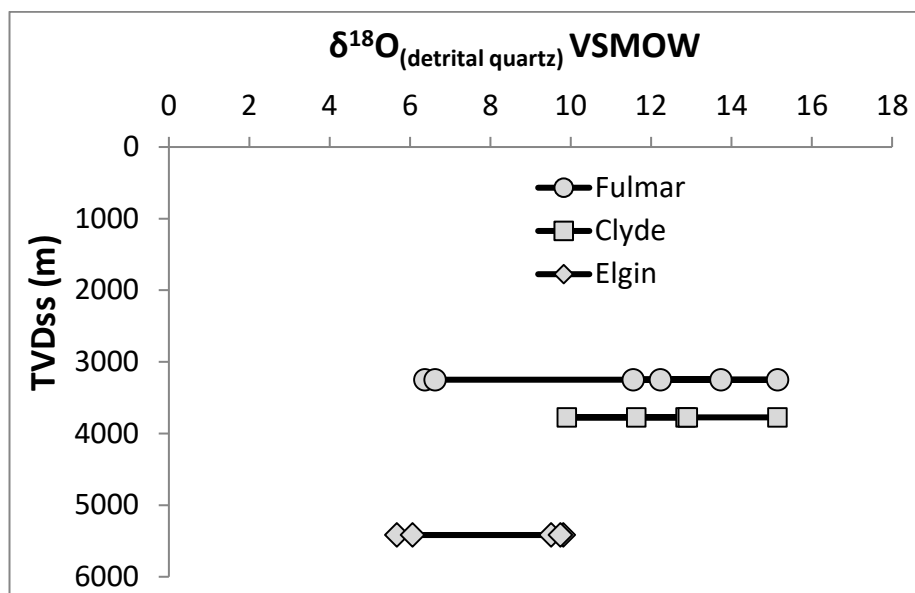 δ¹⁸O(detrital quartz) VSMOW
0 2 4 6 8 10 12 14 16 18
TVDss (m)
0
1000
2000
3000
4000
5000
6000
Fulmar
Clyde
Elgin